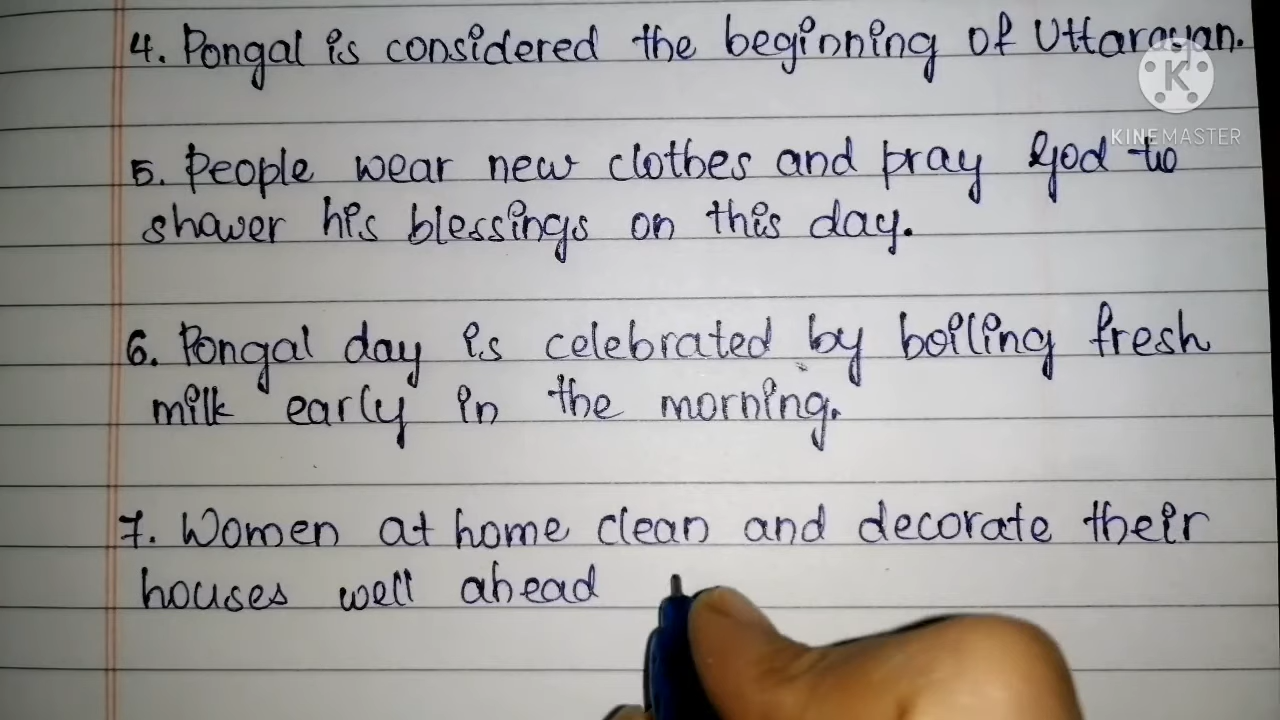 4. Pongal is considered the beginning of Uttarayan.
K
KINEMASTER
5. People wear new clothes and pray God to
shower his blessings on this day.
6. Pongal day is celebrated by boiling fresh
milk early in the morning.
7. Women at home clean and decorate their
houses well ahead